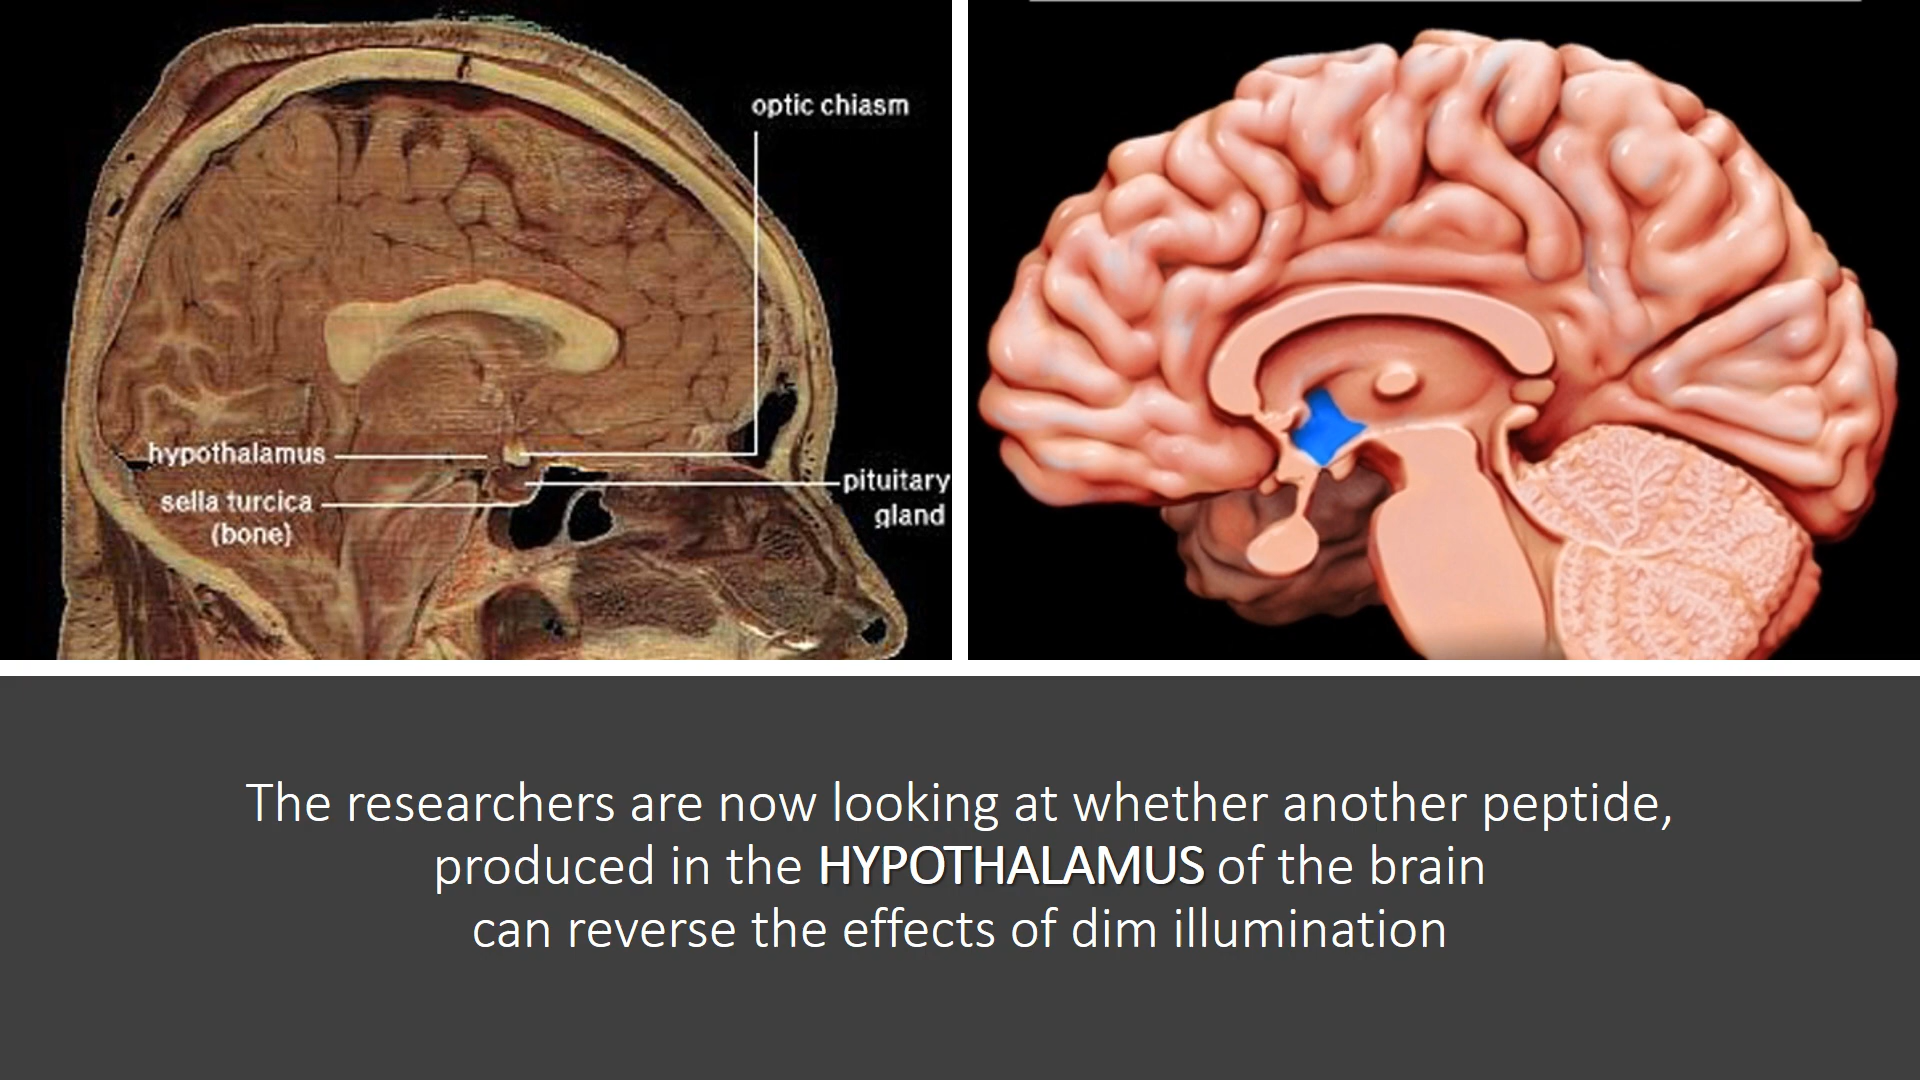 optic chiasm
hypothalamus
sella turcica
(bone)
pituitary
gland
The researchers are now looking at whether another peptide,
produced in the HYPOTHALAMUS of the brain
can reverse the effects of dim illumination